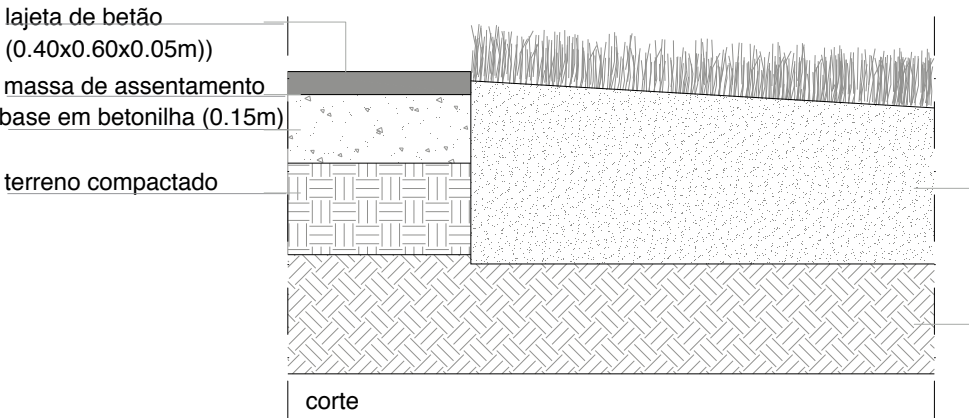 lajeta de betão
(0.40x0.60x0.05m))
massa de assentamento
base em betonilha (0.15m)
terreno compactado
corte